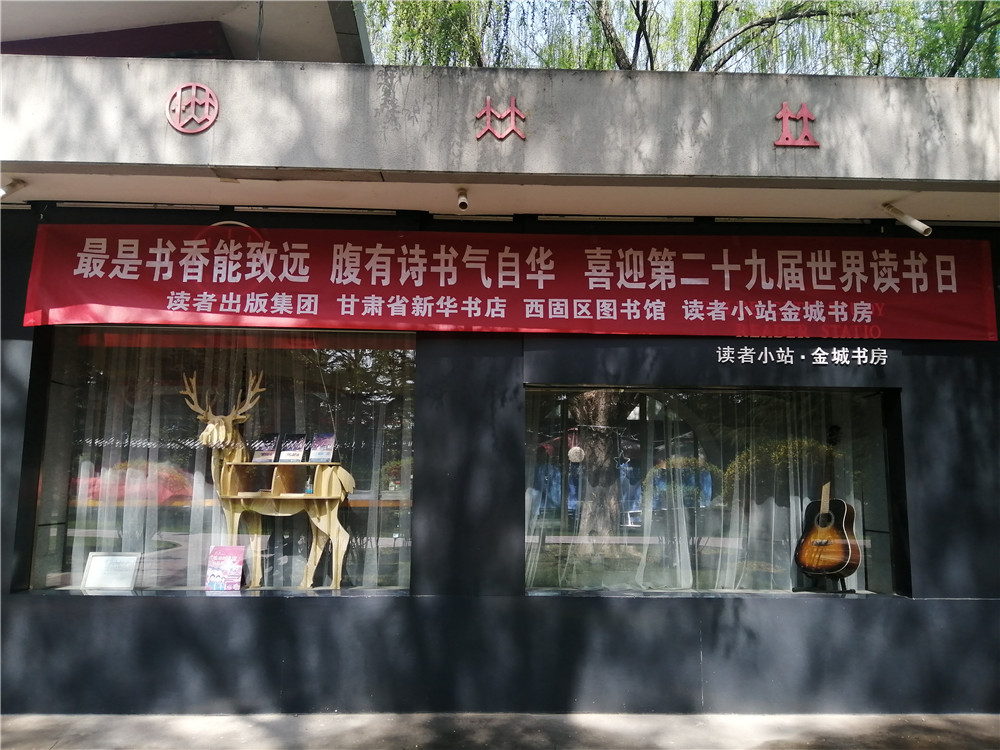 最是书香能致远 腹有诗书气自华 喜迎第二十九届世界读书日
读者出版集团 甘肃省新华书店 西固区图书馆 读者小站金城书房
READER STATIO
读者小站·金城书房